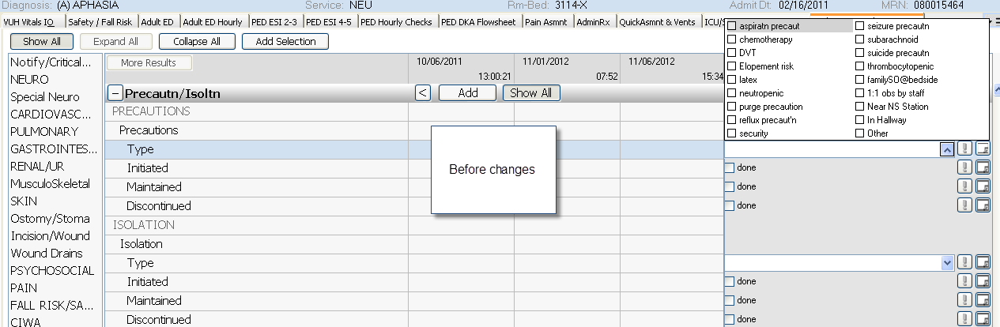 Diagnosis: (A) APHASIA Service: NEU Rm-Bed: 3114-X Admit Dt: 02/16/2011 MRN: 080015464
VUH Vitals IO Safety / Fall Risk Adult ED Adult ED Hourly PED ESI 2-3 PED ESI 4-5 PED Hourly Checks PED DKA Flowsheet Pain Asmnt AdminRx QuickAsmnt & Vents ICU/S
Show All Expand All Collapse All Add Selection
aspiratn precaut seizure precautn
chemotherapy subarachnoid
DVT suicide precautn
Elopement risk thrombocytopenic
latex familySO@bedside
neutropenic 1:1 obs by staff
purge precaution Near NS Station
reflux precaut'n In Hallway
security Other
Notify/Critical...
NEURO
Special Neuro
CARDIOVASC...
PULMONARY
GASTROINTES...
RENAL/UR
MusculoSkeletal
SKIN
Ostomy/Stoma
Incision/Wound
Wound Drains
PSYCHOSOCIAL
PAIN
FALL RISK/SA...
CIWA
More Results 10/06/2011 11/01/2012 11/06/2012
13:00:21 07:52 15:34
− Precautn/Isoltn < Add Show All
PRECAUTIONS
Precautions
Type
Initiated done
Maintained done
Discontinued done
ISOLATION
Isolation
Type
Initiated done
Maintained done
Discontinued done
Before changes